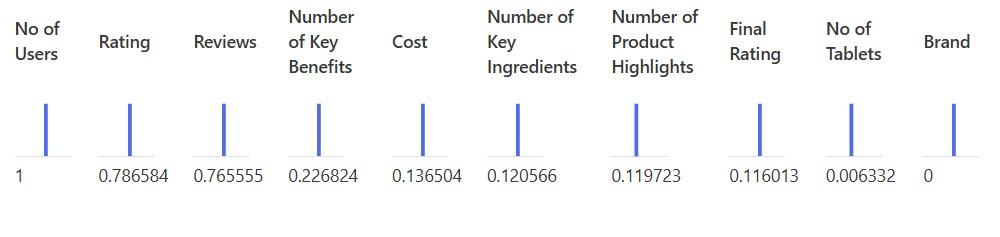 No of Users
Rating
Reviews
Number of Key Benefits
Cost
Number of Key Ingredients
Number of Product Highlights
Final Rating
No of Tablets
Brand
1
0.786584
0.765555
0.226824
0.136504
0.120566
0.119723
0.116013
0.006332
0